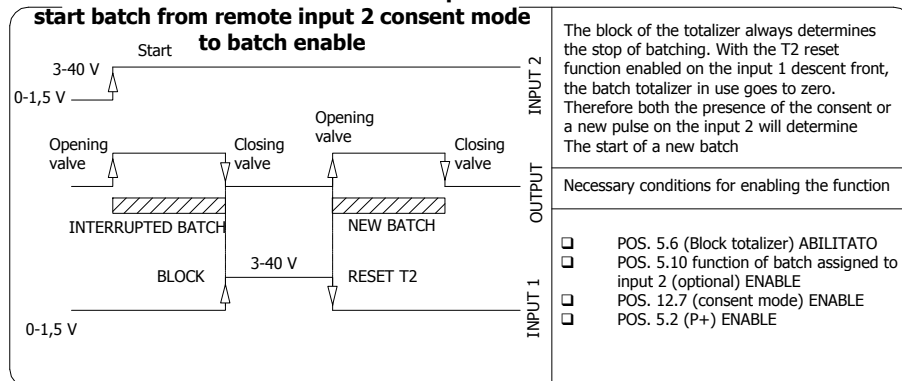 start batch from remote input 2 consent mode
to batch enable
Start
3-40 V
0-1,5 V
INPUT 2
Opening
valve
Closing
valve
Opening
valve
Closing
valve
OUTPUT
INTERRUPTED BATCH
NEW BATCH
BLOCK
3-40 V
RESET T2
INPUT 1
0-1,5 V
The block of the totalizer always determines
the stop of batching. With the T2 reset
function enabled on the input 1 descent front,
the batch totalizer in use goes to zero.
Therefore both the presence of the consent or
a new pulse on the input 2 will determine
The start of a new batch
Necessary conditions for enabling the function
❑ POS. 5.6 (Block totalizer) ABILITATO
❑ POS. 5.10 function of batch assigned to
input 2 (optional) ENABLE
❑ POS. 12.7 (consent mode) ENABLE
❑ POS. 5.2 (P+) ENABLE